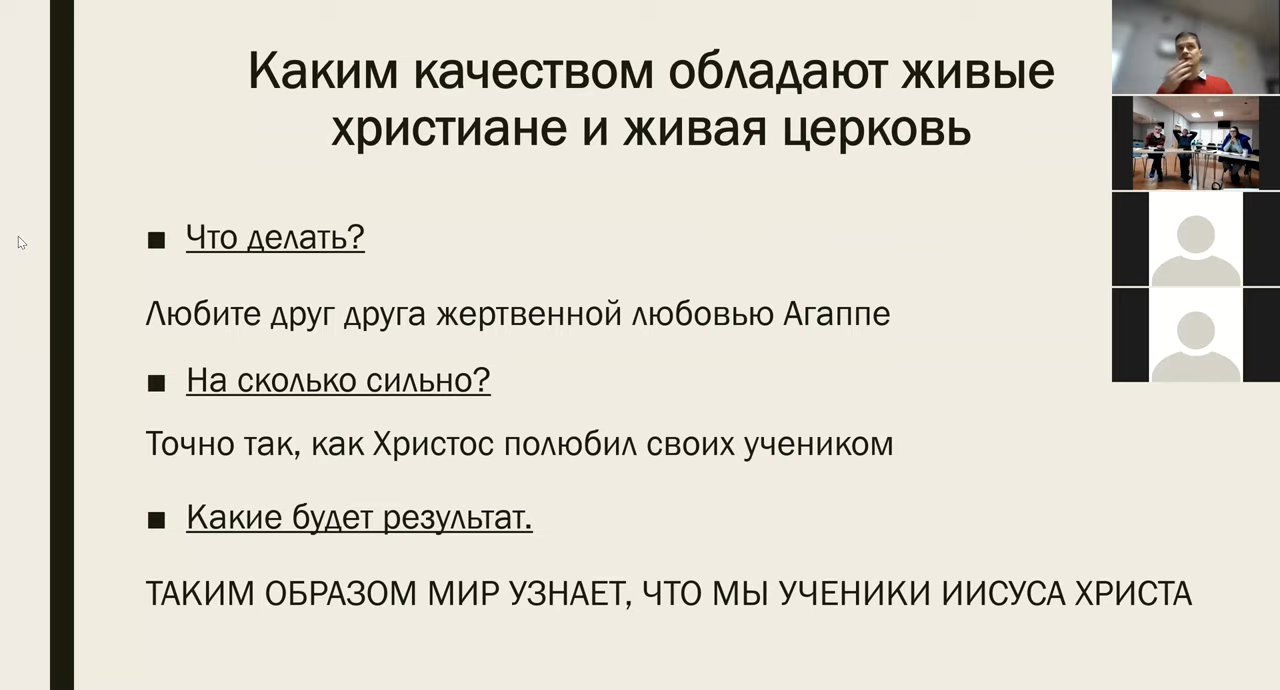 Каким качеством обладают живые
христиане и живая церковь
■ Что делать?
Любите друг друга жертвенной любовью Агаппе
■ На сколько сильно?
Точно так, как Христос полюбил своих учеником
■ Какие будет результат.
ТАКИМ ОБРАЗОМ МИР УЗНАЕТ, ЧТО МЫ УЧЕНИКИ ИИСУСА ХРИСТА